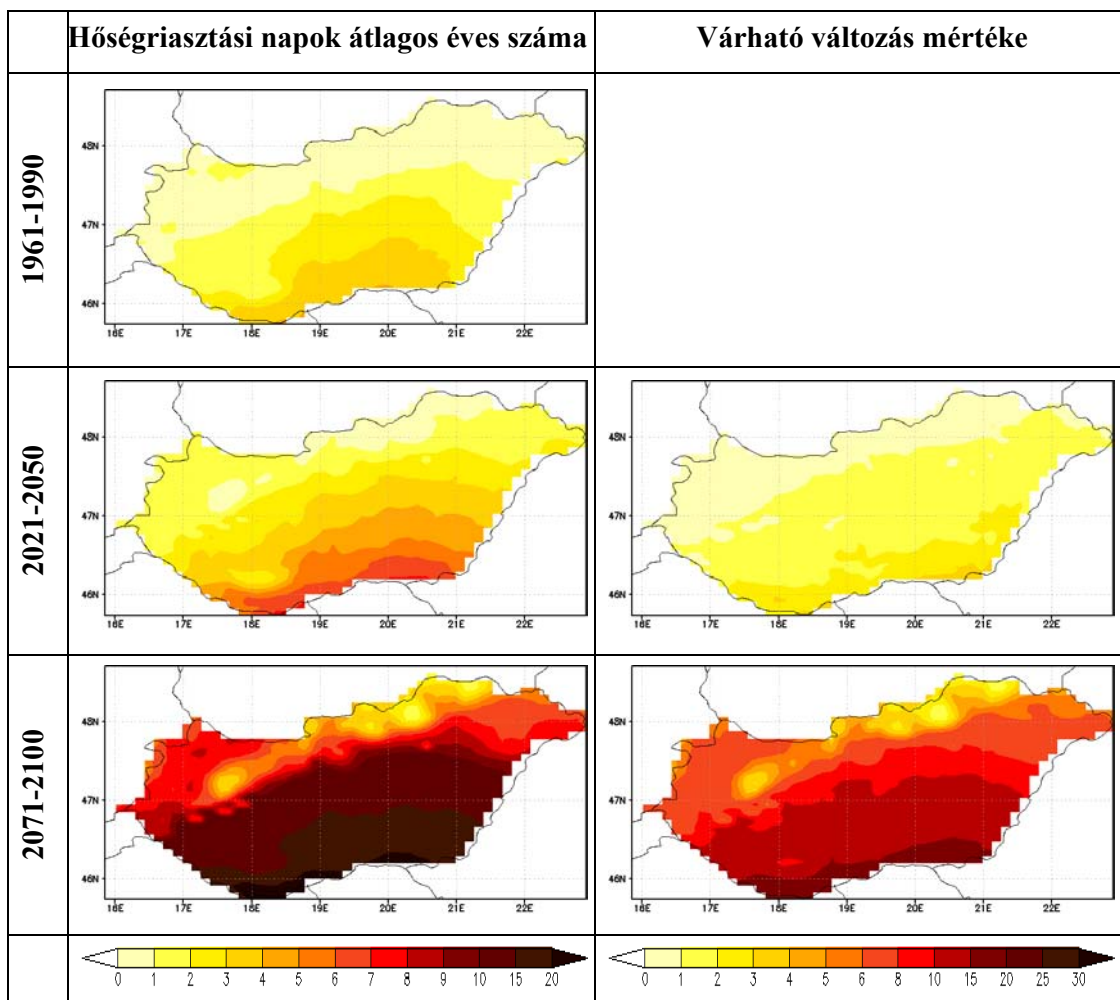 Hőségriasztási napok átlagos éves száma
Várható változás mértéke
1961-1990
48N
47N
46N
16E 17E 18E 19E 20E 21E 22E
2021-2050
48N
47N
46N
16E 17E 18E 19E 20E 21E 22E
48N
47N
46N
16E 17E 18E 19E 20E 21E 22E
2071-2100
48N
47N
46N
16E 17E 18E 19E 20E 21E 22E
48N
47N
46N
16E 17E 18E 19E 20E 21E 22E
0 1 2 3 4 5 6 7 8 9 10 15 20
0 1 2 3 4 5 6 8 10 15 20 25 30